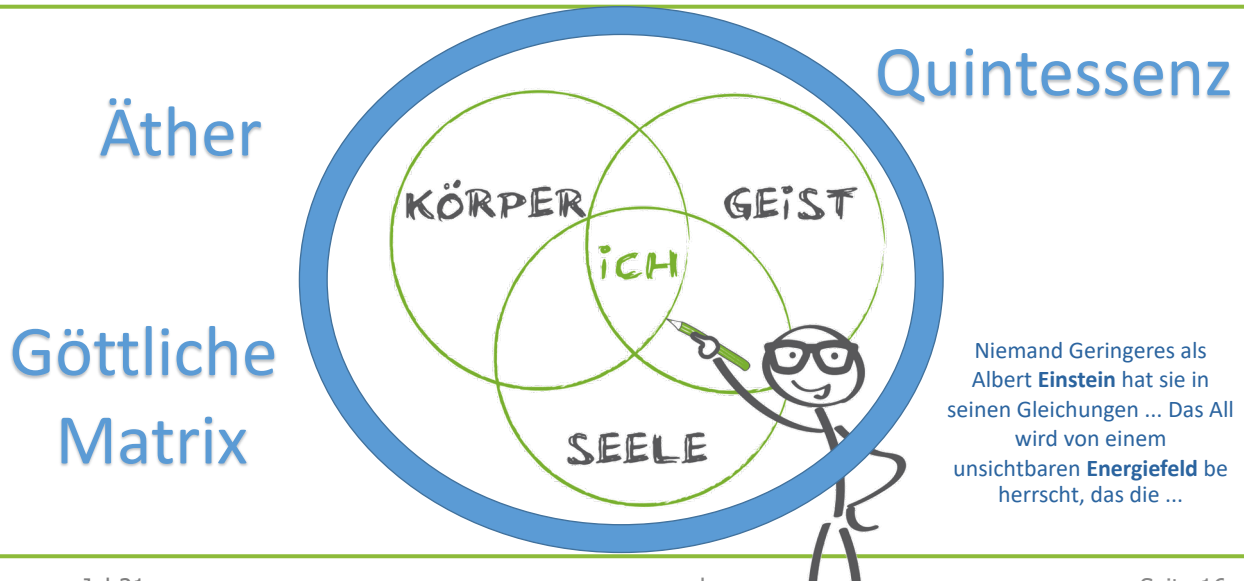 Quintessenz
Äther
KÖRPER
GEiST
iCH
Göttliche
Matrix
SEELE
Niemand Geringeres als
Albert Einstein hat sie in
seinen Gleichungen ... Das All
wird von einem
unsichtbaren Energiefeld be
herrscht, das die ...